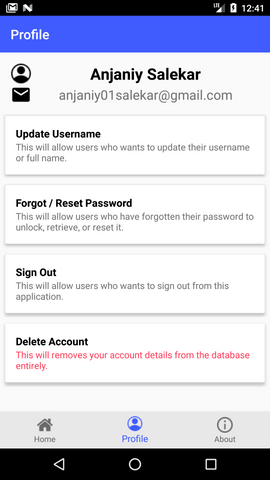 12:41
Profile
Anjaniy Salekar
anjaniy01salekar@gmail.com
Update Username
This will allow users who wants to update their username
or full name.
Forgot / Reset Password
This will allow users who have forgotten their password to
unlock, retrieve, or reset it.
Sign Out
This will allow users who wants to sign out from this
application.
Delete Account
This will removes your account details from the database
entirely.
Home Profile About